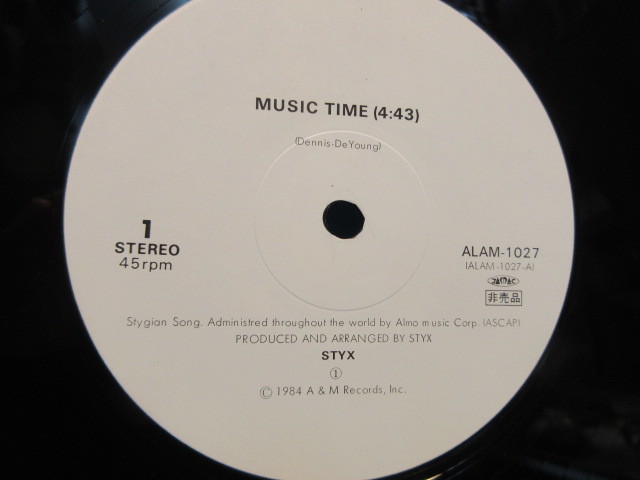 MUSIC TIME (4:43)
(Dennis-DeYoung)
1
STEREO
45rpm
ALAM-1027
(ALAM-1027-A)
JASRAC
非売品
Stygian Song. Administred throughout the world by Almo music Corp. (ASCAP)
PRODUCED AND ARRANGED BY STYX
STYX
①
© 1984 A & M Records, Inc.